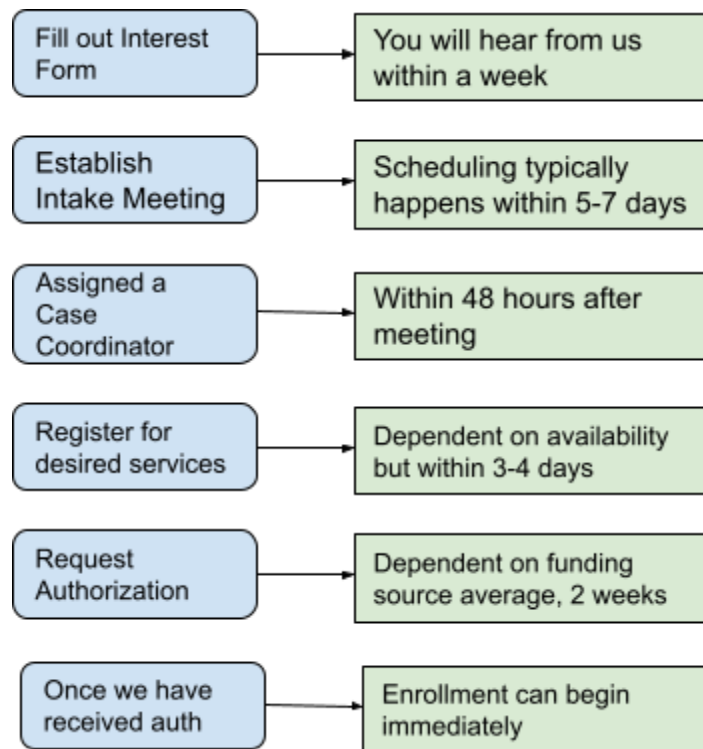 Fill out Interest
Form
You will hear from us
within a week
Establish
Intake Meeting
Scheduling typically
happens within 5-7 days
Assigned a
Case
Coordinator
Within 48 hours after
meeting
Register for
desired services
Dependent on availability
but within 3-4 days
Request
Authorization
Dependent on funding
source average, 2 weeks
Once we have
received auth
Enrollment can begin
immediately